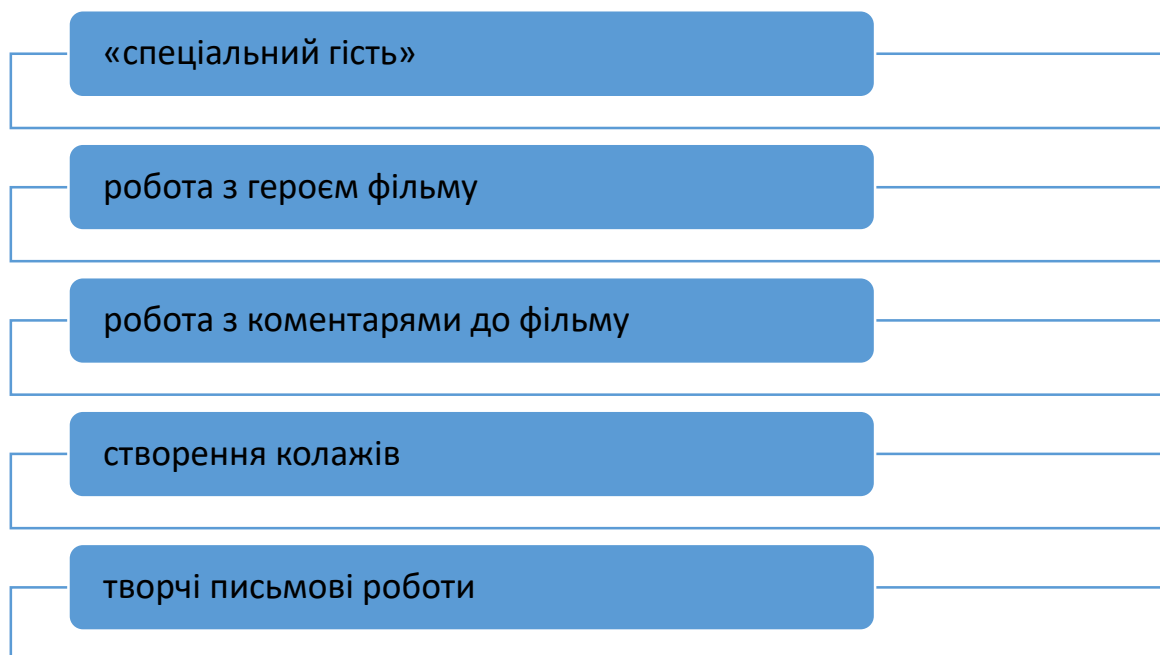 «спеціальний гість»
робота з героєм фільму
робота з коментарями до фільму
створення колажів
творчі письмові роботи